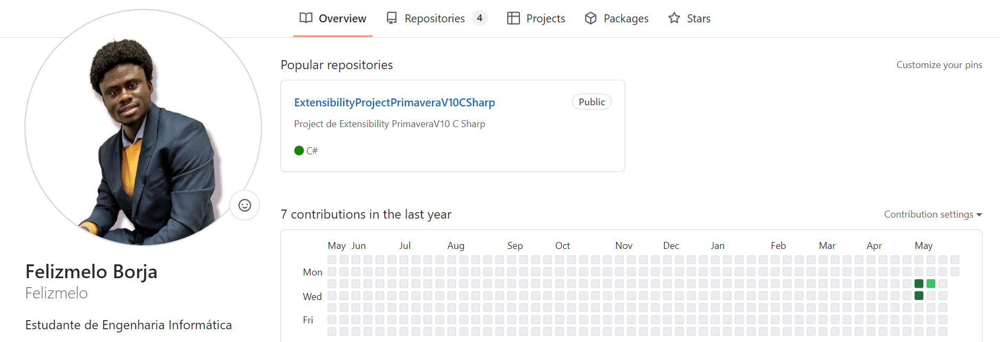 Overview Repositories 4 Projects Packages Stars
Popular repositories Customize your pins
ExtensibilityProjectPrimaveraV10CSharp Public
Project de Extensibility PrimaveraV10 C Sharp
C#
7 contributions in the last year Contribution settings
May Jun Jul Aug Sep Oct Nov Dec Jan Feb Mar Apr May
Mon
Wed
Fri
Felizmelo Borja
Felizmelo
Estudante de Engenharia Informática